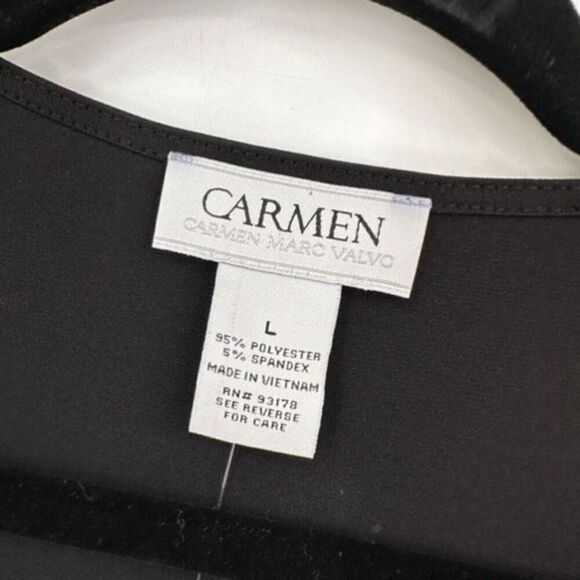 CARMEN
CARMEN MARC VALVO
L
95% POLYESTER
5% SPANDEX
MADE IN VIETNAM
RN# 93178
SEE REVERSE
FOR CARE